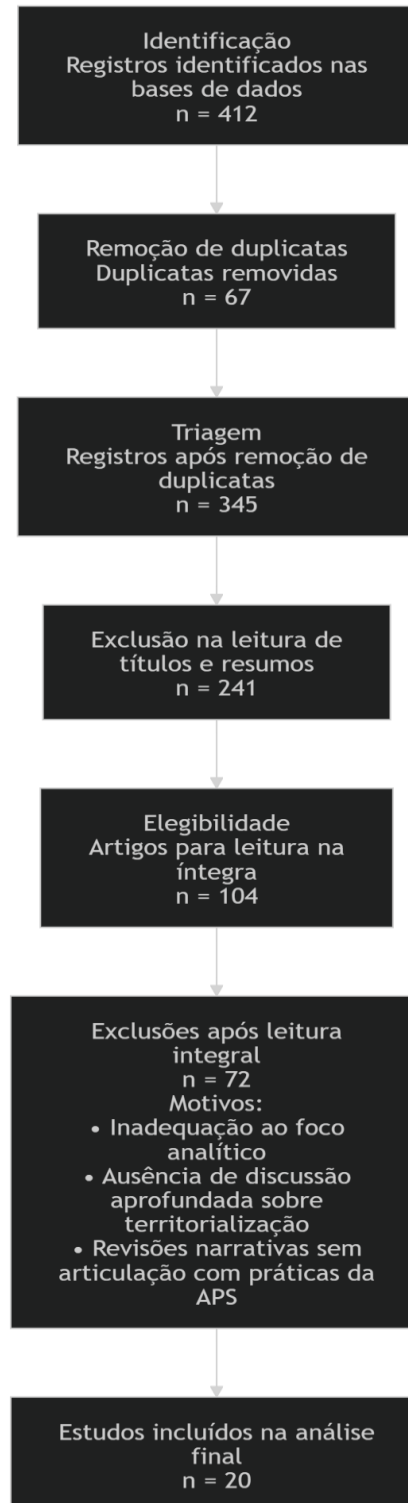 Identificação
Registros identificados nas
bases de dados
n = 412
Remoção de duplicatas
Duplicatas removidas
n = 67
Triagem
Registros após remoção de
duplicatas
n = 345
Exclusão na leitura de
títulos e resumos
n = 241
Elegibilidade
Artigos para leitura na
íntegra
n = 104
Exclusões após leitura
integral
n = 72
Motivos:
• Inadequação ao foco
analítico
• Ausência de discussão
aprofundada sobre
territorialização
• Revisões narrativas sem
articulação com práticas da
APS
Estudos incluídos na análise
final
n = 20